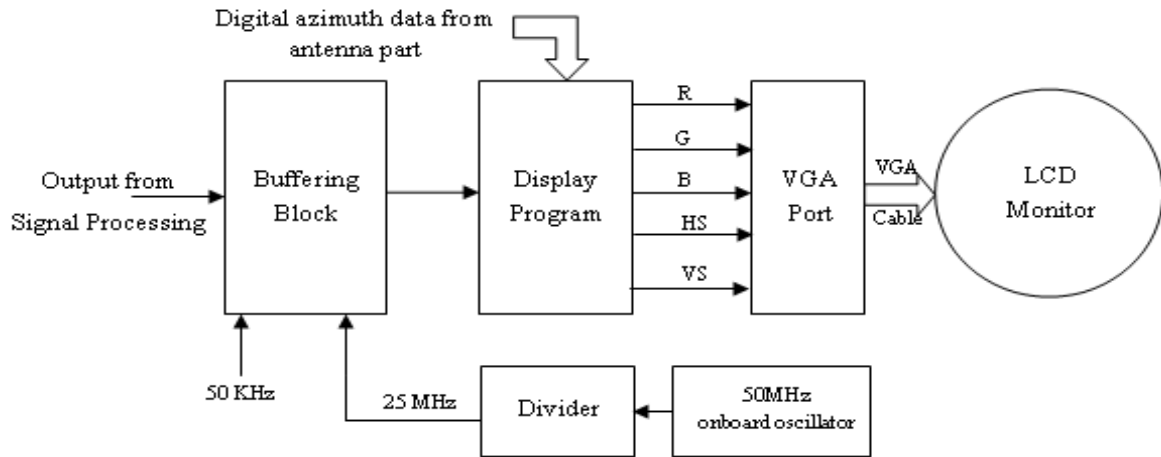 Digital azimuth data from
antenna part
Output from
Signal Processing
Buffering
Block
Display
Program
R
G
B
HS
VS
VGA
Port
VGA
Cable
LCD
Monitor
50 KHz
25 MHz
Divider
50MHz
onboard oscillator